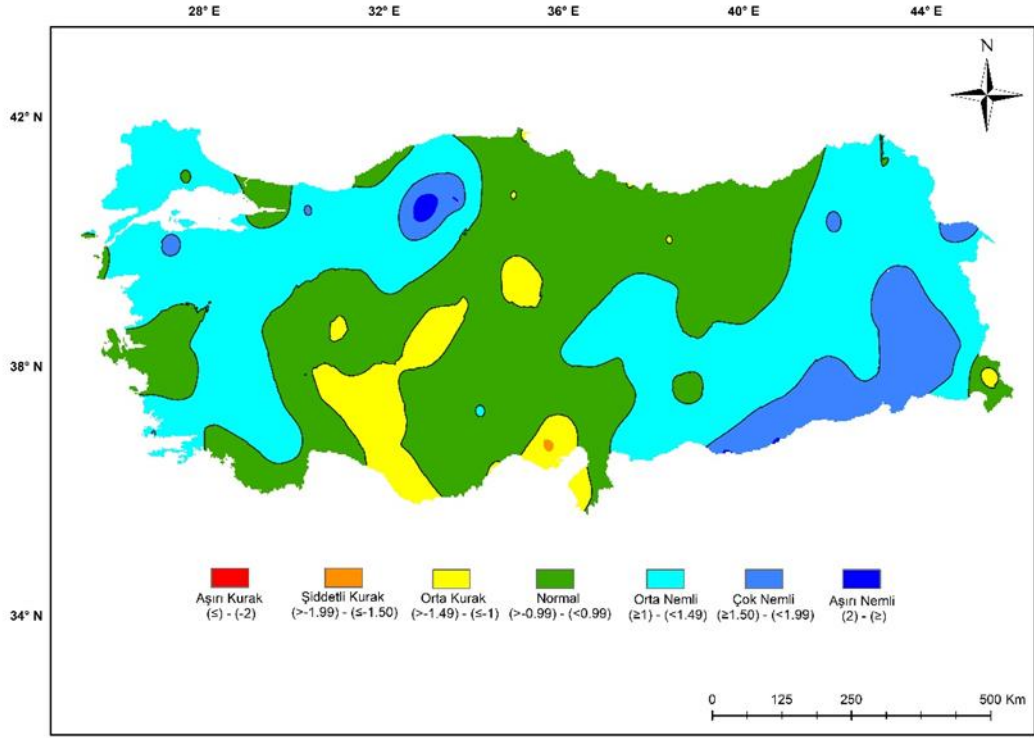 28° E 32° E 36° E 40° E 44° E
N
42° N
38° N
34° N
Aşırı Kurak
(≤) - (-2)
Şiddetli Kurak
(>-1.99) - (≤-1.50)
Orta Kurak
(>-1.49) - (≤-1)
Normal
(>-0.99) - (<0.99)
Orta Nemli
(≥1) - (<1.49)
Çok Nemli
(≥1.50) - (<1.99)
Aşırı Nemli
(2) - (≥)
0 125 250 500 Km